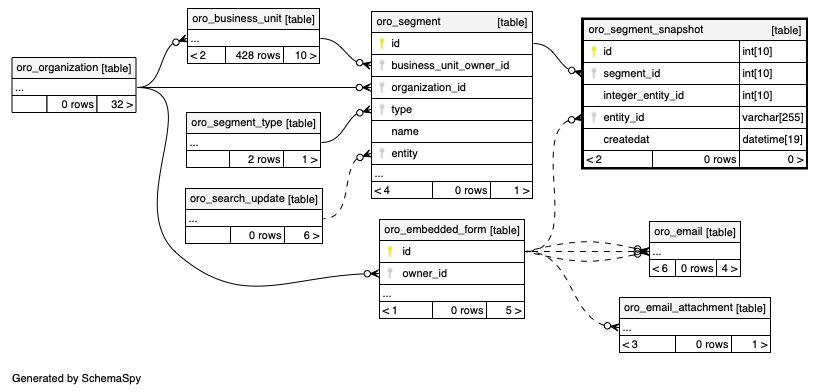 oro_organization [table]
...
0 rows 32 >
oro_business_unit [table]
...
< 2 428 rows 10 >
oro_segment_type [table]
...
2 rows 1 >
oro_search_update [table]
...
0 rows 6 >
oro_segment [table]
id
business_unit_owner_id
organization_id
type
name
entity
...
< 4 0 rows 1 >
oro_embedded_form [table]
id
owner_id
...
< 1 0 rows 5 >
oro_segment_snapshot [table]
id int[10]
segment_id int[10]
integer_entity_id int[10]
entity_id varchar[255]
createdat datetime[19]
< 2 0 rows 0 >
oro_email [table]
...
< 6 0 rows 4 >
oro_email_attachment [table]
...
< 3 0 rows 1 >
Generated by SchemaSpy